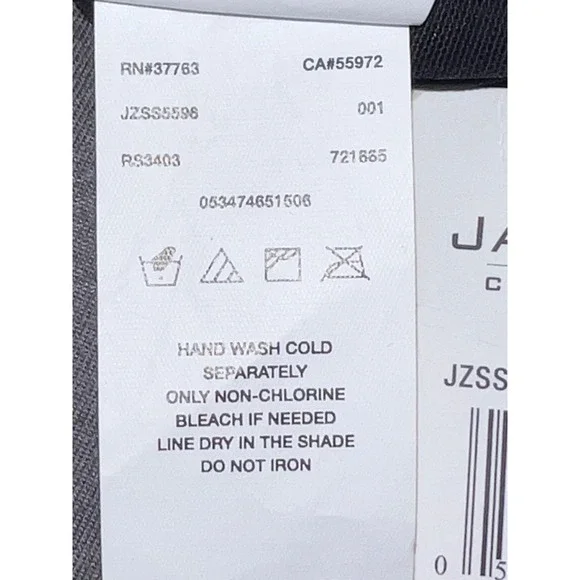 RN#37763 CA#55972
JZSS5598 001
RS3403 721685
053474651506
HAND WASH COLD
SEPARATELY
ONLY NON-CHLORINE
BLEACH IF NEEDED
LINE DRY IN THE SHADE
DO NOT IRON
JA
C
JZSS
0 5